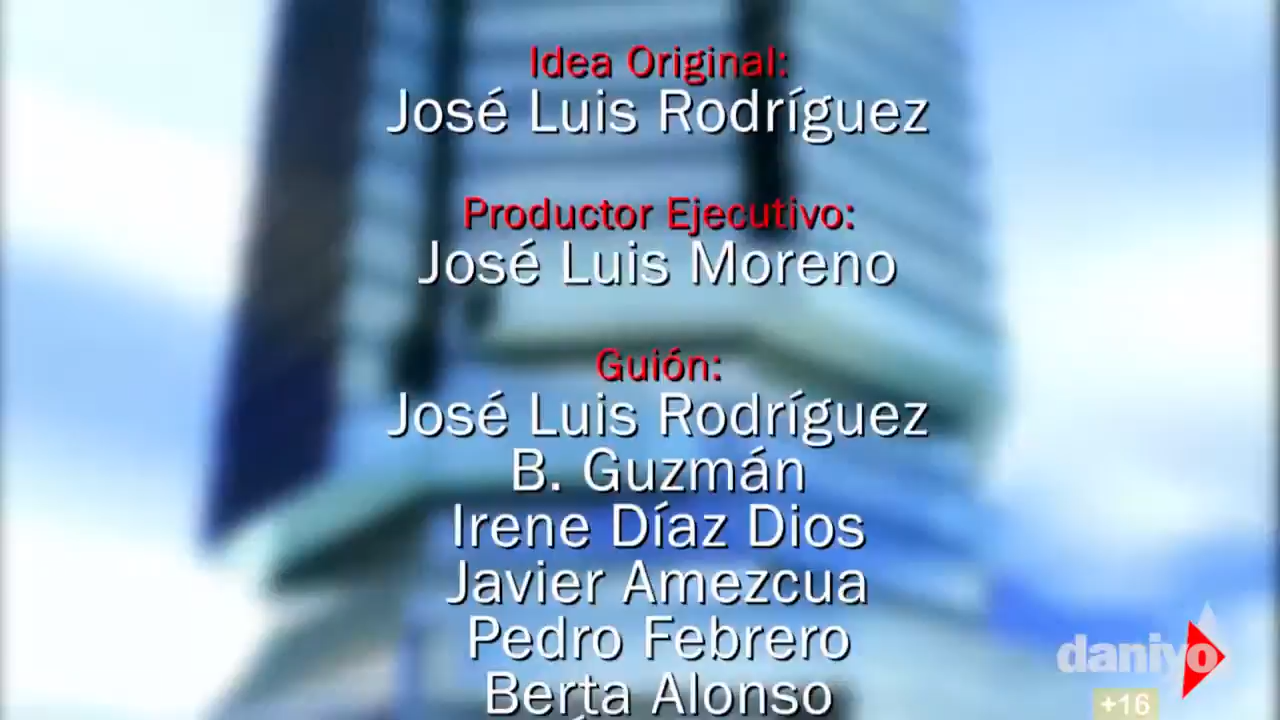 Idea Original:
José Luis Rodríguez
Productor Ejecutivo:
José Luis Moreno
Guión:
José Luis Rodríguez
B. Guzmán
Irene Díaz Dios
Javier Amezcua
Pedro Febrero
Berta Alonso
daniyo
+16